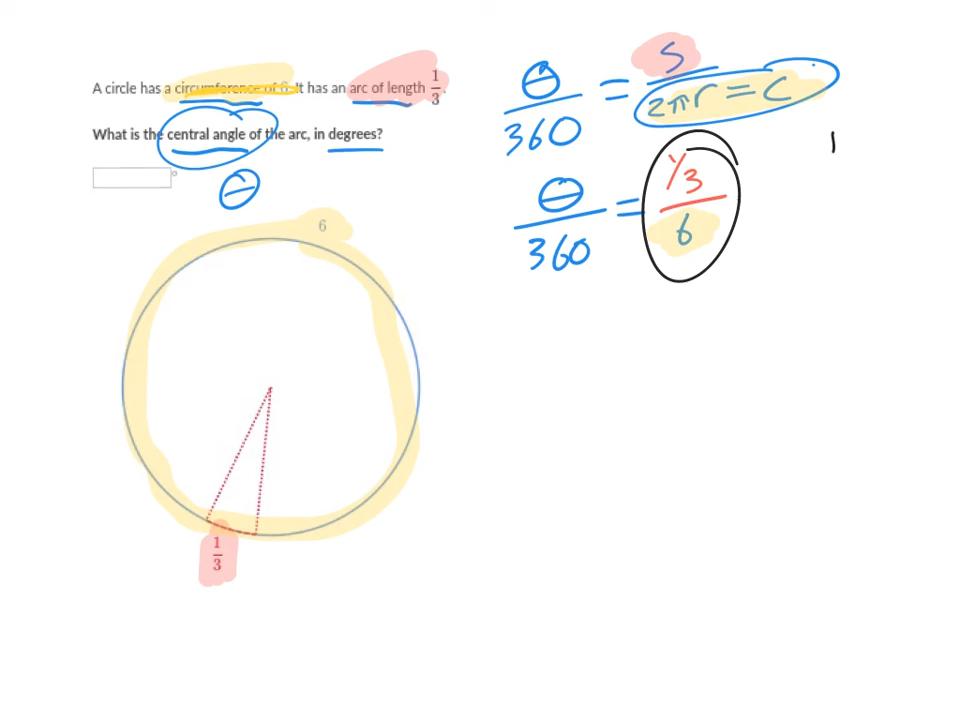 A circle has a circumference of 6. It has an arc of length 1/3
What is the central angle of the arc, in degrees?
°
θ
6
1/3
θ/360 = s/2πr = C
θ/360 = 1/3/6
1